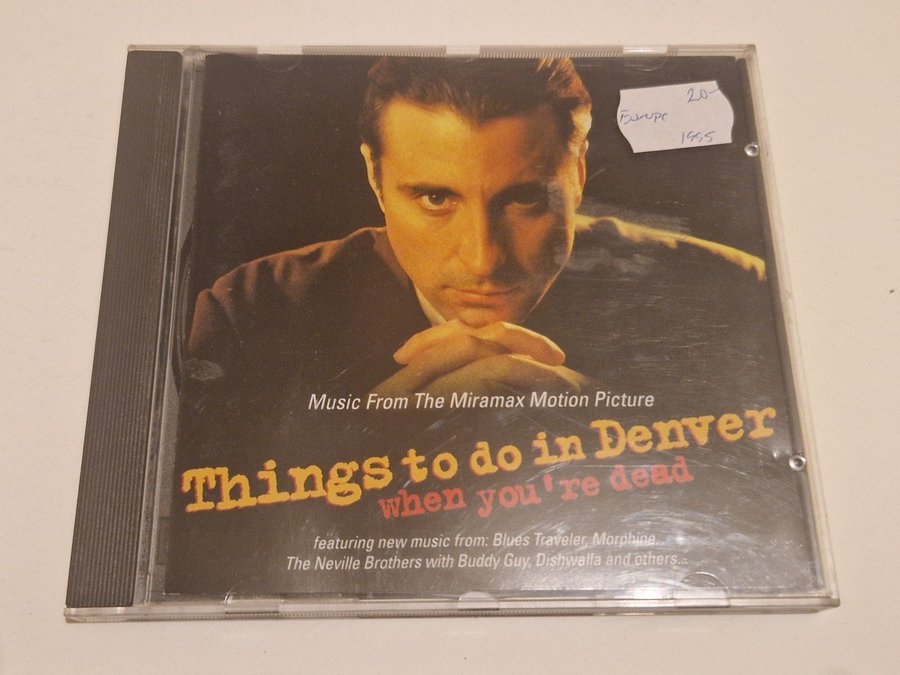 20-
Europe
1995
Music From The Miramax Motion Picture
Things to do in Denver
when you're dead
featuring new music from: Blues Traveler, Morphine,
The Neville Brothers with Buddy Guy, Dishwalla and others...